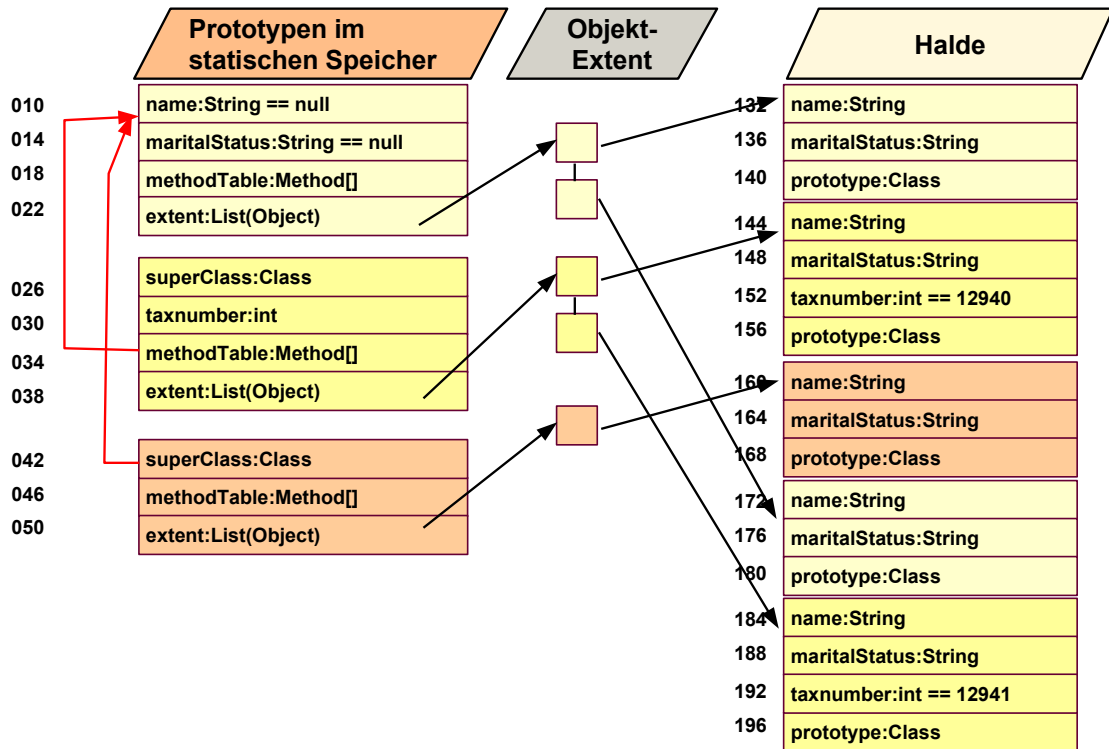 Prototypen im
statischen Speicher
Objekt-
Extent
Halde
010
name:String == null
014
maritalStatus:String == null
018
methodTable:Method[]
022
extent:List(Object)
026
superClass:Class
030
taxnumber:int
034
methodTable:Method[]
038
extent:List(Object)
042
superClass:Class
046
methodTable:Method[]
050
extent:List(Object)
132
name:String
136
maritalStatus:String
140
prototype:Class
144
name:String
148
maritalStatus:String
152
taxnumber:int == 12940
156
prototype:Class
160
name:String
164
maritalStatus:String
168
prototype:Class
172
name:String
176
maritalStatus:String
180
prototype:Class
184
name:String
188
maritalStatus:String
192
taxnumber:int == 12941
196
prototype:Class